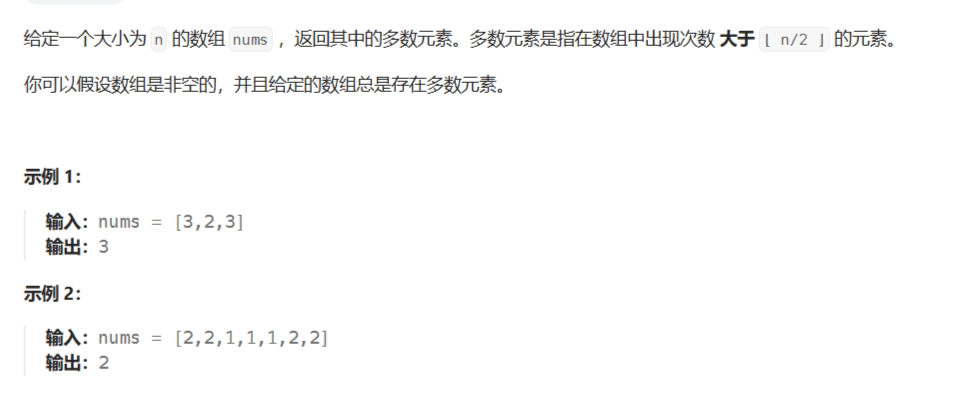 给定一个大小为 n 的数组 nums ，返回其中的多数元素。多数元素是指在数组中出现次数 大于 ⌊ n/2 ⌋ 的元素。
你可以假设数组是非空的，并且给定的数组总是存在多数元素。
示例 1：
输入：nums = [3,2,3]
输出：3
示例 2：
输入：nums = [2,2,1,1,1,2,2]
输出：2